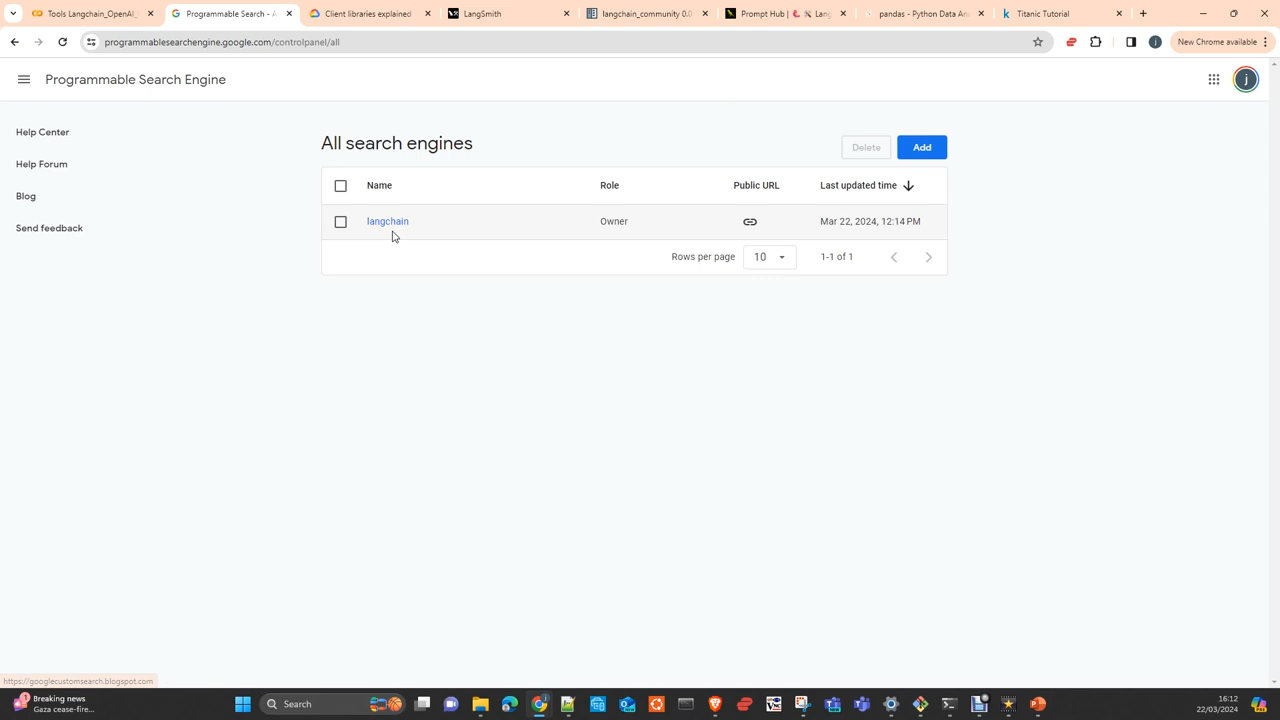 Tools Langchain_OpenAI_
Programmable Search - A
Client libraries explained
LangSmith
langchain_community 0.0
Prompt Hub | 🦜🛠️ Lang
pandas - Python Data An
Titanic Tutorial
programmablesearchengine.google.com/controlpanel/all
New Chrome available
Programmable Search Engine
j
Help Center
Help Forum
Blog
Send feedback
All search engines
Delete
Add
Name Role Public URL Last updated time
langchain Owner Mar 22, 2024, 12:14 PM
Rows per page 10 1-1 of 1
https://googlecustomsearch.blogspot.com
1
Breaking news
Gaza cease-fire...
Search
16:12
22/03/2024